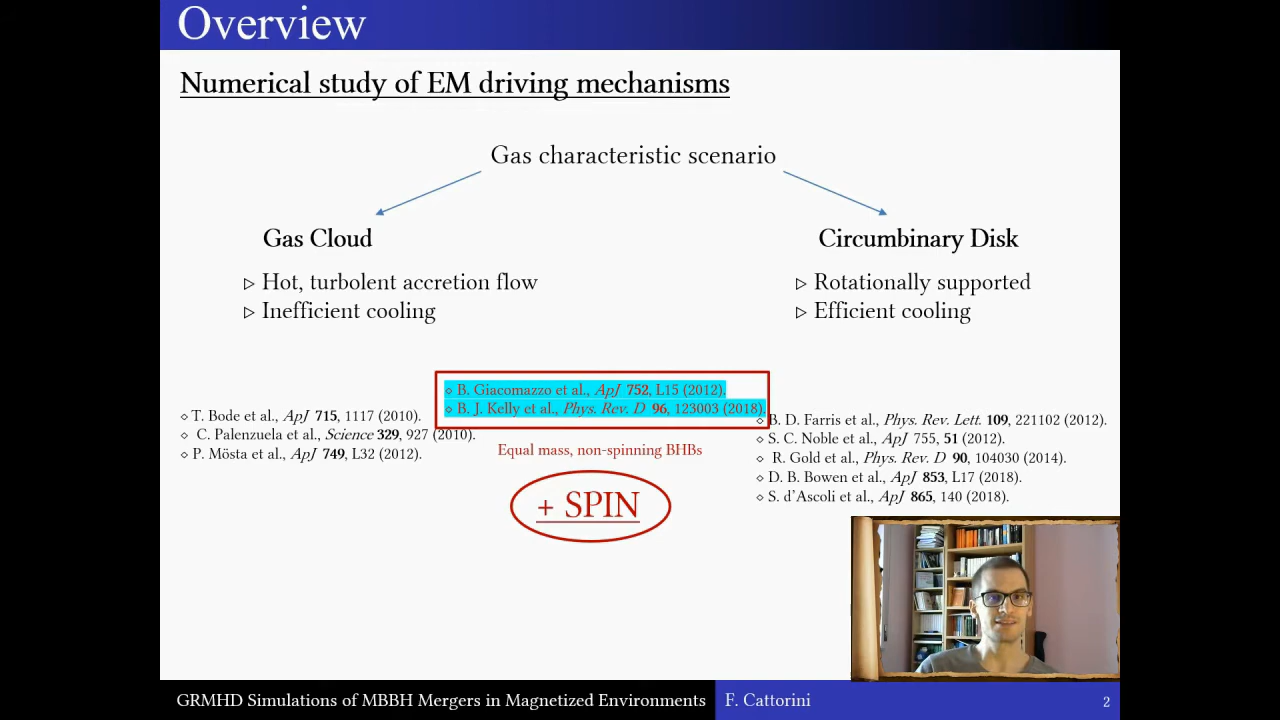 Overview
Numerical study of EM driving mechanisms
Gas characteristic scenario
Gas Cloud
▷ Hot, turbulent accretion flow
▷ Inefficient cooling
Circumbinary Disk
▷ Rotationally supported
▷ Efficient cooling
⋄ T. Bode et al., ApJ 715, 1117 (2010).
⋄ C. Palenzuela et al., Science 329, 927 (2010).
⋄ P. Mösta et al., ApJ 749, L32 (2012).
⋄ B. Giacomazzo et al., ApJ 752, L15 (2012).
⋄ B. J. Kelly et al., Phys. Rev. D 96, 123003 (2018).
Equal mass, non-spinning BHBs
+ SPIN
⋄ B. D. Farris et al., Phys. Rev. Lett. 109, 221102 (2012).
⋄ S. C. Noble et al., ApJ 755, 51 (2012).
⋄ R. Gold et al., Phys. Rev. D 90, 104030 (2014).
⋄ D. B. Bowen et al., ApJ 853, L17 (2018).
⋄ S. d'Ascoli et al., ApJ 865, 140 (2018).
GRMHD Simulations of MBBH Mergers in Magnetized Environments
F. Cattorini
2